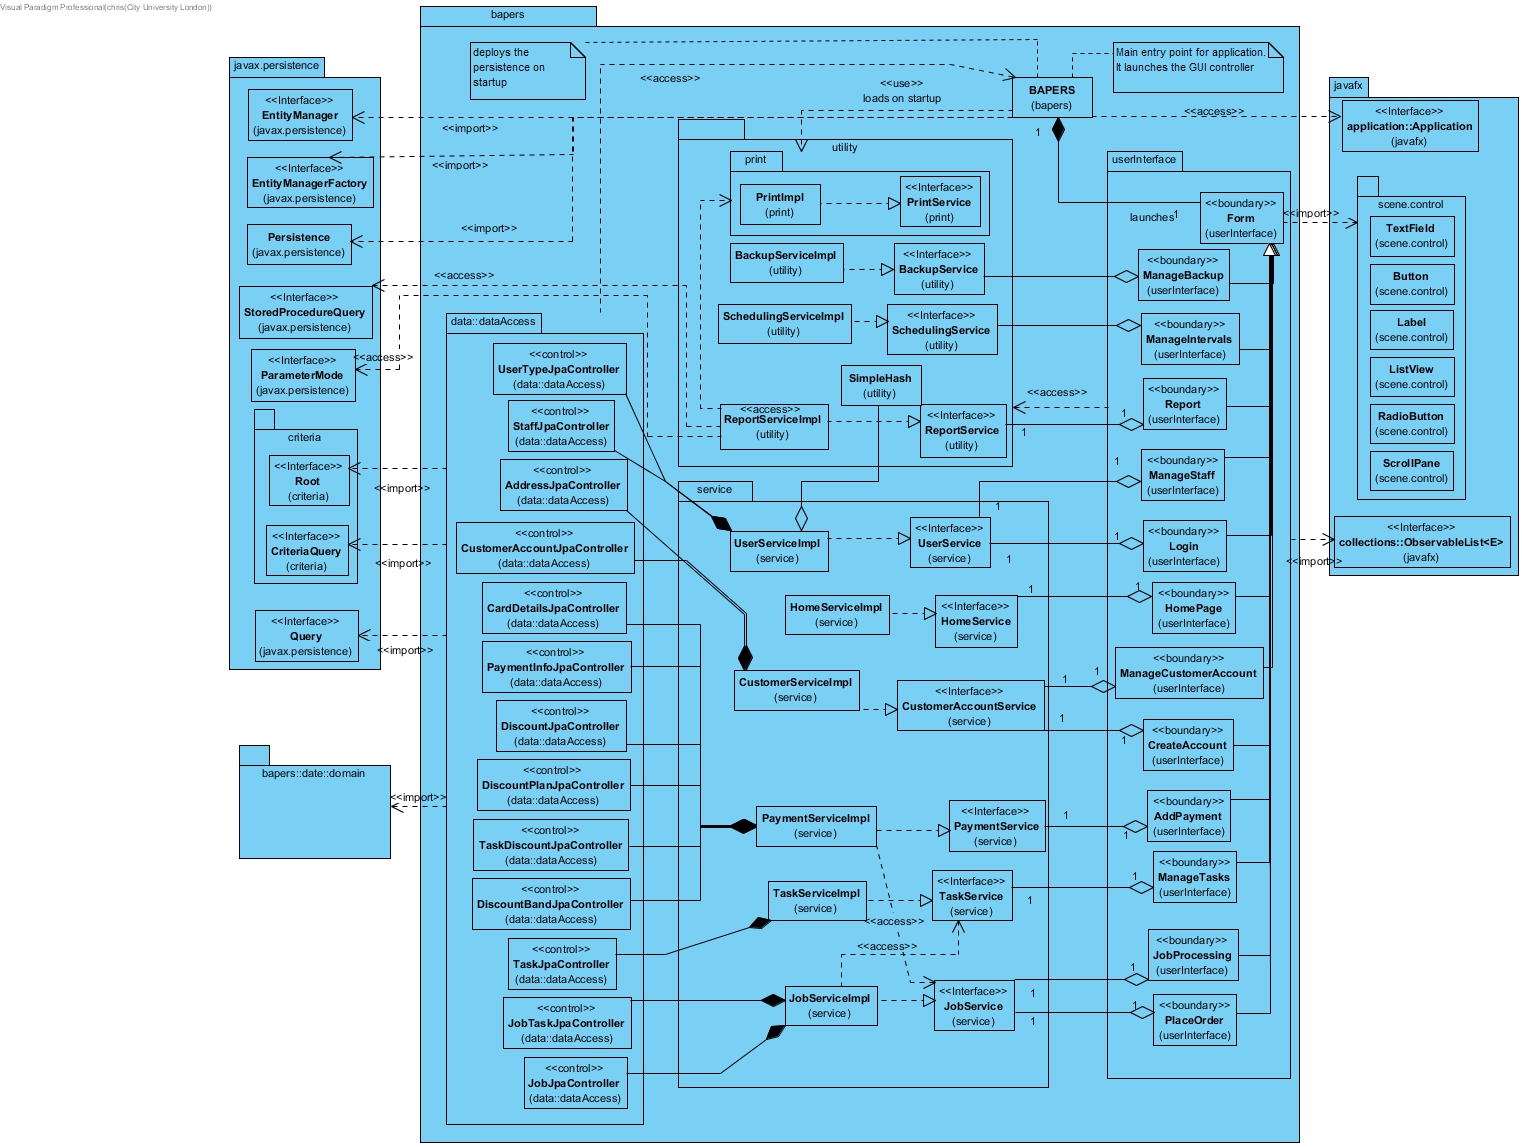 Visual Paradigm Professional(chris(City University London))
bapers
deploys the
persistence on
startup
Main entry point for application.
It launches the GUI controller
<<access>>
<<use>>
loads on startup
BAPERS
(bapers)
1
<<access>>
javax.persistence
<<Interface>>
EntityManager
(javax.persistence)
<<import>>
<<Interface>>
EntityManagerFactory
(javax.persistence)
<<import>>
Persistence
(javax.persistence)
<<import>>
<<Interface>>
StoredProcedureQuery
(javax.persistence)
<<access>>
<<Interface>>
ParameterMode
(javax.persistence)
<<access>>
criteria
<<Interface>>
Root
(criteria)
<<import>>
<<Interface>>
CriteriaQuery
(criteria)
<<import>>
<<Interface>>
Query
(javax.persistence)
<<import>>
bapers::date::domain
<<import>>
data::dataAccess
<<control>>
UserTypeJpaController
(data::dataAccess)
<<control>>
StaffJpaController
(data::dataAccess)
<<control>>
AddressJpaController
(data::dataAccess)
<<control>>
CustomerAccountJpaController
(data::dataAccess)
<<control>>
CardDetailsJpaController
(data::dataAccess)
<<control>>
PaymentInfoJpaController
(data::dataAccess)
<<control>>
DiscountJpaController
(data::dataAccess)
<<control>>
DiscountPlanJpaController
(data::dataAccess)
<<control>>
TaskDiscountJpaController
(data::dataAccess)
<<control>>
DiscountBandJpaController
(data::dataAccess)
<<control>>
TaskJpaController
(data::dataAccess)
<<control>>
JobTaskJpaController
(data::dataAccess)
<<control>>
JobJpaController
(data::dataAccess)
utility
print
PrintImpl
(print)
<<Interface>>
PrintService
(print)
BackupServiceImpl
(utility)
<<Interface>>
BackupService
(utility)
SchedulingServiceImpl
(utility)
<<Interface>>
SchedulingService
(utility)
SimpleHash
(utility)
<<access>>
ReportServiceImpl
(utility)
<<Interface>>
ReportService
(utility)
1
1
<<access>>
service
UserServiceImpl
(service)
<<Interface>>
UserService
(service)
1
1
1
1
HomeServiceImpl
(service)
<<Interface>>
HomeService
(service)
1
1
CustomerServiceImpl
(service)
<<Interface>>
CustomerAccountService
(service)
1
1
1
1
PaymentServiceImpl
(service)
<<Interface>>
PaymentService
(service)
1
1
TaskServiceImpl
(service)
<<Interface>>
TaskService
(service)
1
1
<<access>>
<<access>>
JobServiceImpl
(service)
<<Interface>>
JobService
(service)
1
1
1
1
userInterface
launches
1
<<boundary>>
Form
(userInterface)
<<import>>
<<boundary>>
ManageBackup
(userInterface)
<<boundary>>
ManageIntervals
(userInterface)
<<boundary>>
Report
(userInterface)
<<boundary>>
ManageStaff
(userInterface)
<<boundary>>
Login
(userInterface)
<<boundary>>
HomePage
(userInterface)
<<boundary>>
ManageCustomerAccount
(userInterface)
<<boundary>>
CreateAccount
(userInterface)
<<boundary>>
AddPayment
(userInterface)
<<boundary>>
ManageTasks
(userInterface)
<<boundary>>
JobProcessing
(userInterface)
<<boundary>>
PlaceOrder
(userInterface)
javafx
<<Interface>>
application::Application
(javafx)
scene.control
TextField
(scene.control)
Button
(scene.control)
Label
(scene.control)
ListView
(scene.control)
RadioButton
(scene.control)
ScrollPane
(scene.control)
<<Interface>>
collections::ObservableList<E>
(javafx)
<<import>>